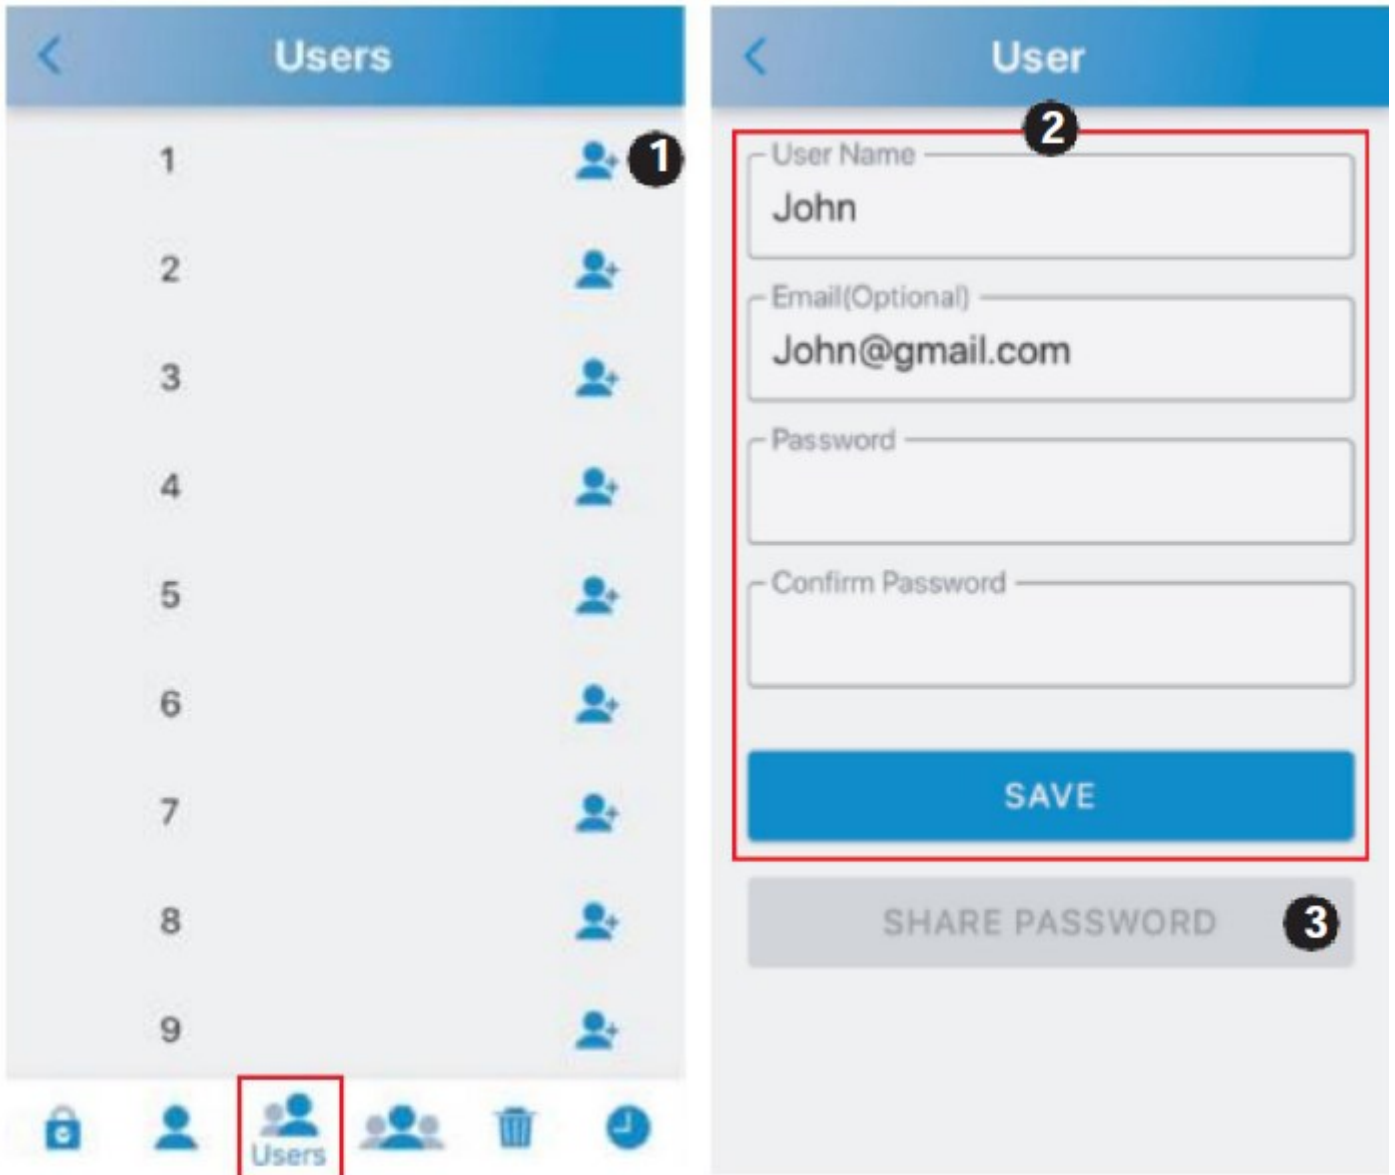 Users
1
1
2
3
4
5
6
7
8
9
Users
User
2
User Name
John
Email(Optional)
John@gmail.com
Password
Confirm Password
SAVE
SHARE PASSWORD 3